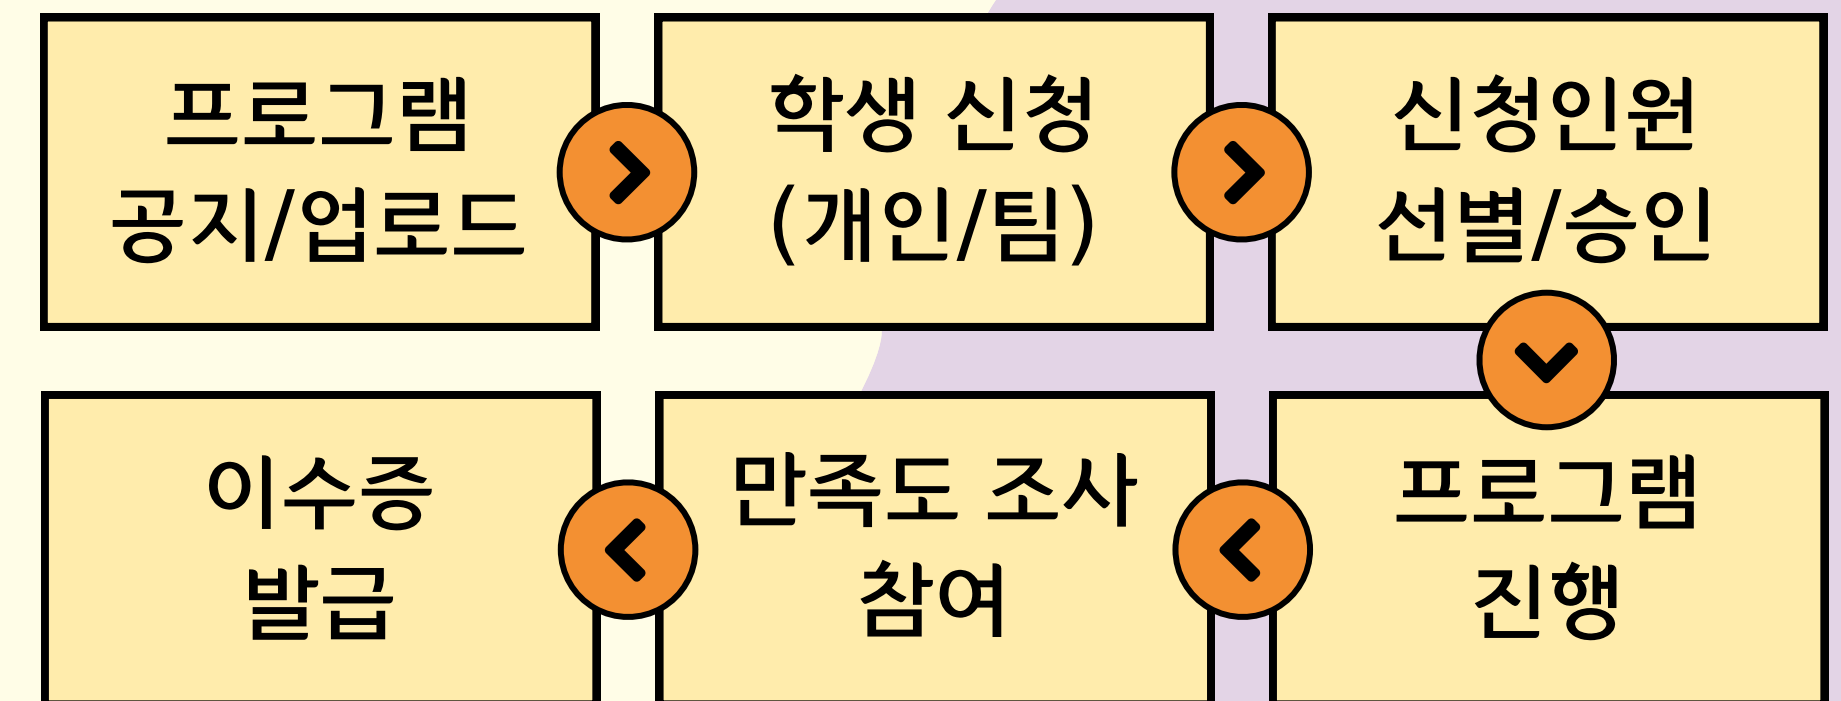 프로그램
공지/업로드
학생 신청
(개인/팀)
신청인원
선별/승인
프로그램
진행
만족도 조사
참여
이수증
발급